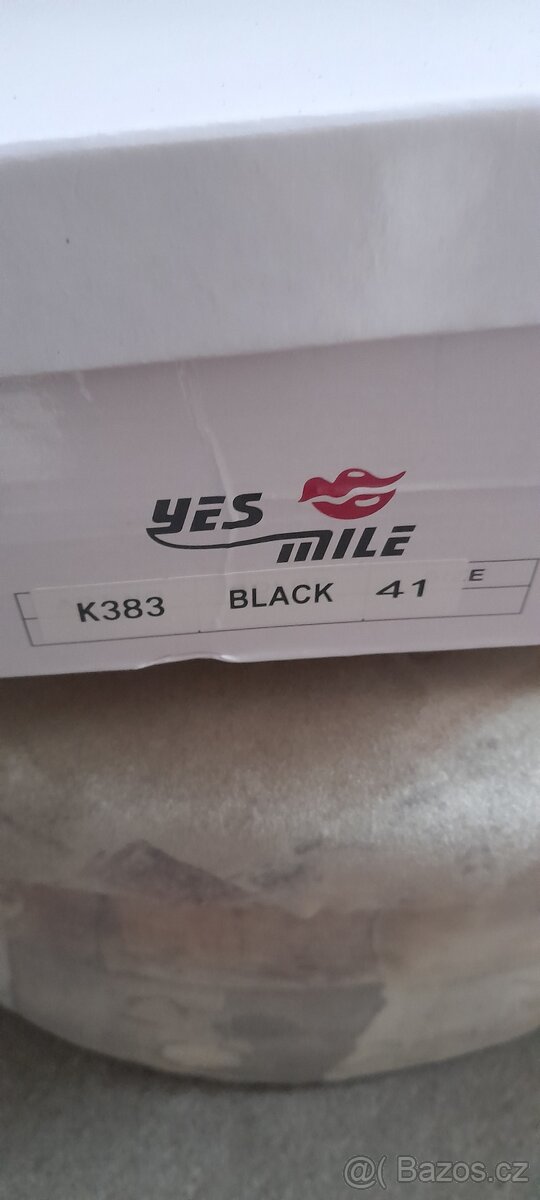 YES
MILE
E
K383 BLACK 41
@( Bazos.cz